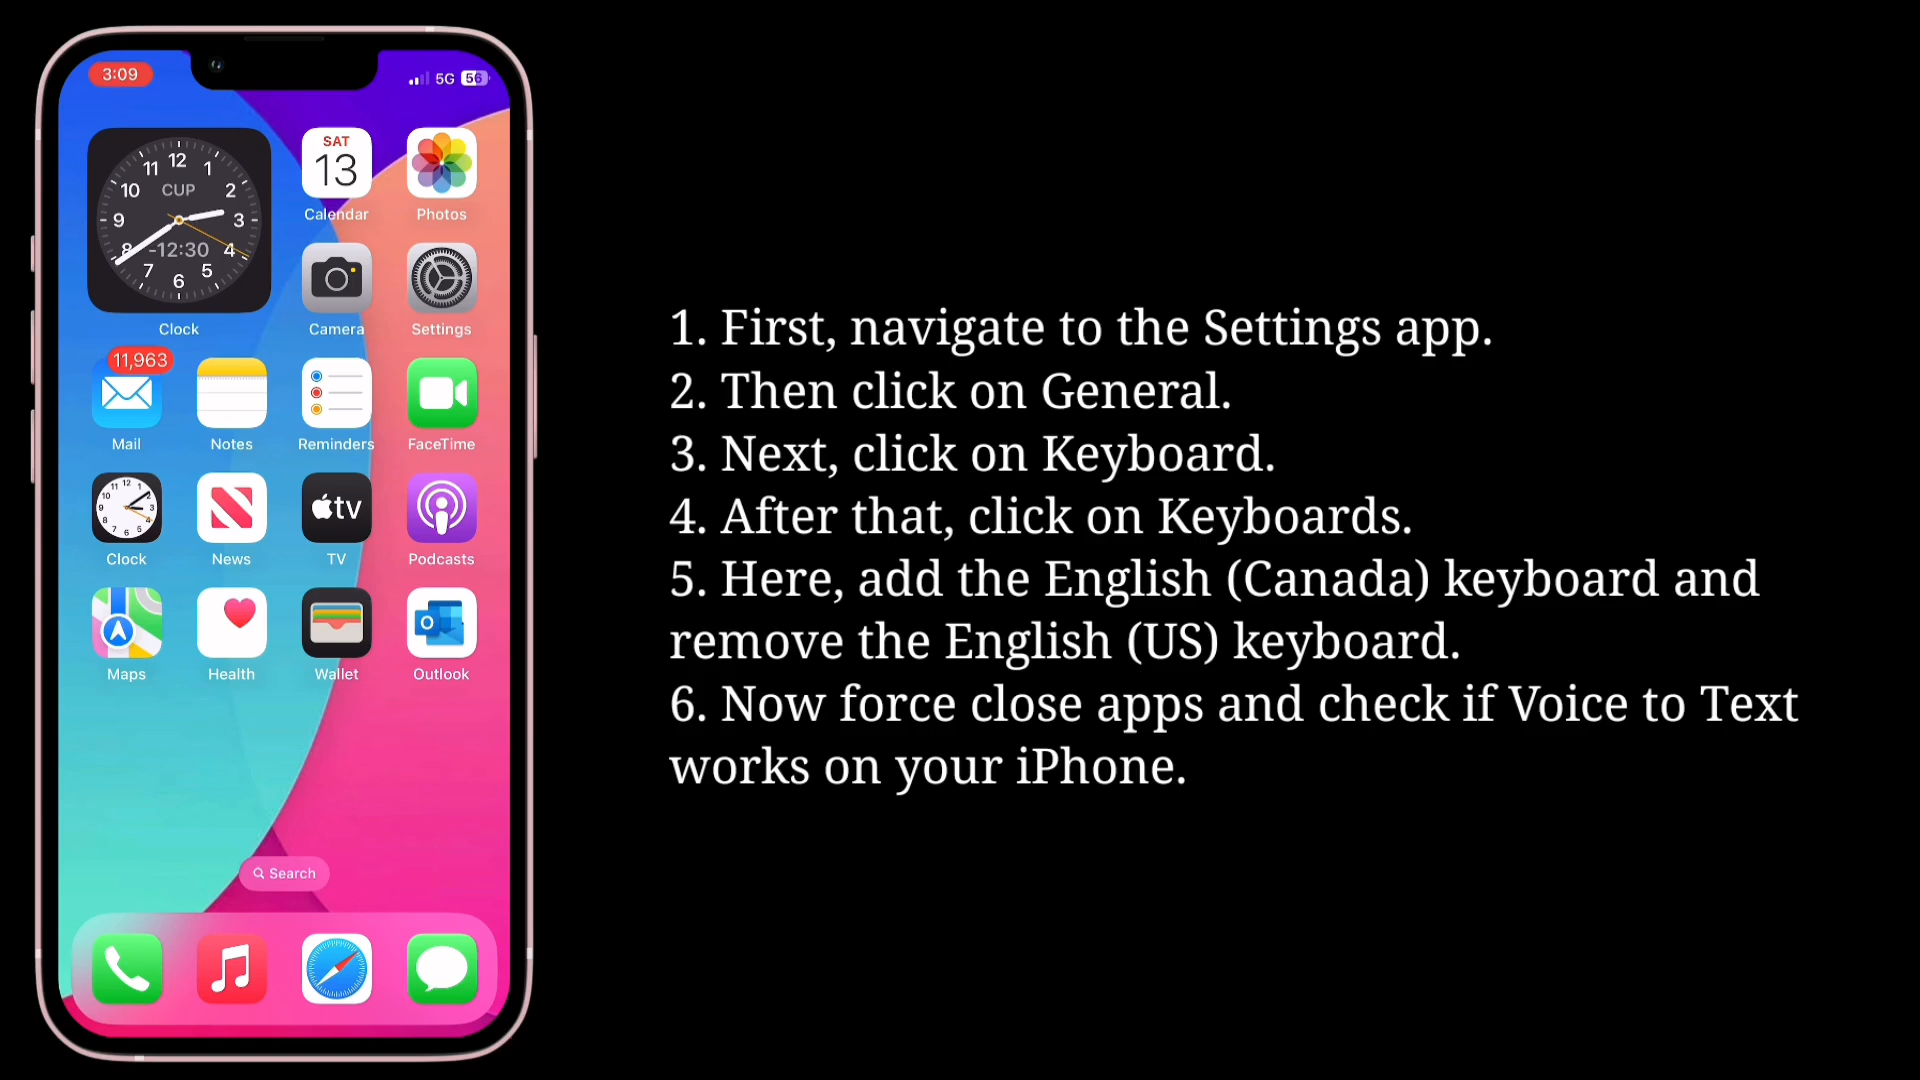 3:09
5G 56
12
11 1
10 CUP 2
9 3
8 -12:30 4
7 5
6
SAT
13
Calendar
Photos
Clock
Camera
Settings
11,963
Mail
Notes
Reminders
FaceTime
tv
Clock
News
TV
Podcasts
Maps
Health
Wallet
Outlook
Search
1. First, navigate to the Settings app.
2. Then click on General.
3. Next, click on Keyboard.
4. After that, click on Keyboards.
5. Here, add the English (Canada) keyboard and
remove the English (US) keyboard.
6. Now force close apps and check if Voice to Text
works on your iPhone.